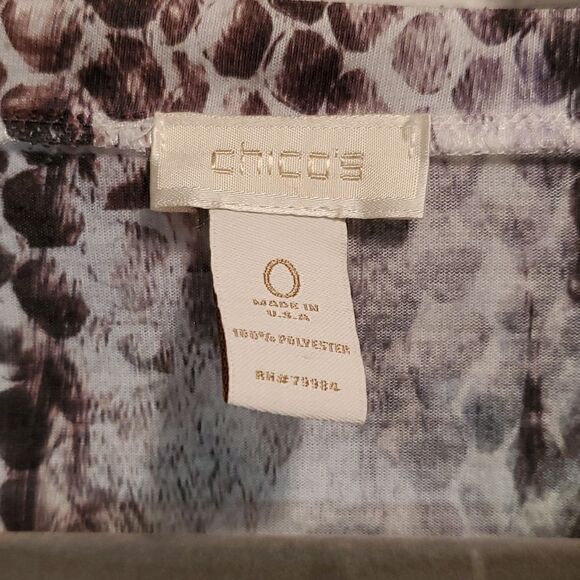 chico's
0
MADE IN
U.S.A
100% POLYESTER
RN#79984